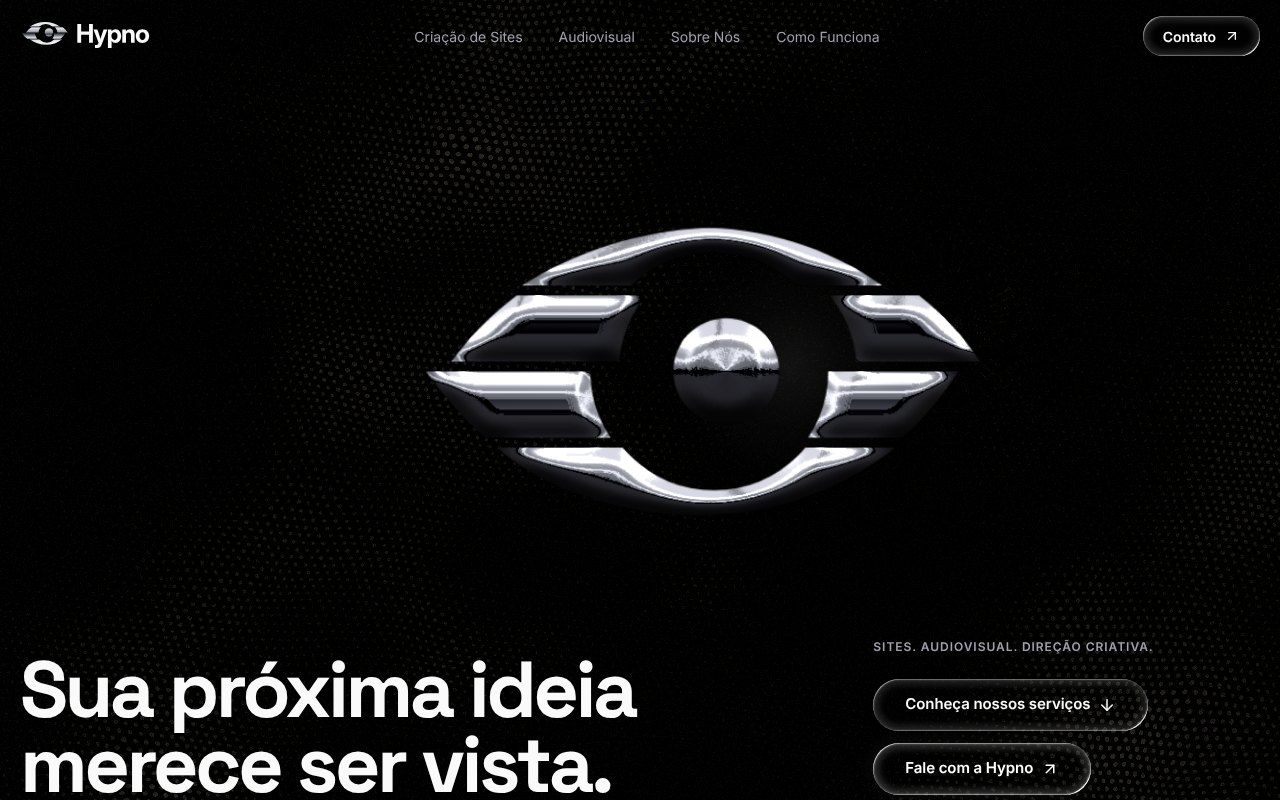 Hypno
Criação de Sites
Audiovisual
Sobre Nós
Como Funciona
Contato
Sua próxima ideia
merece ser vista.
SITES. AUDIOVISUAL. DIREÇÃO CRIATIVA.
Conheça nossos serviços
Fale com a Hypno